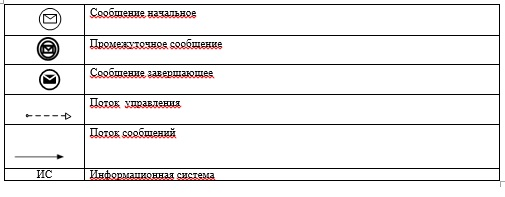 Сообщение начальное
Промежуточное сообщение
Сообщение завершающее
Поток управления
Поток сообщений
ИС Информационная система